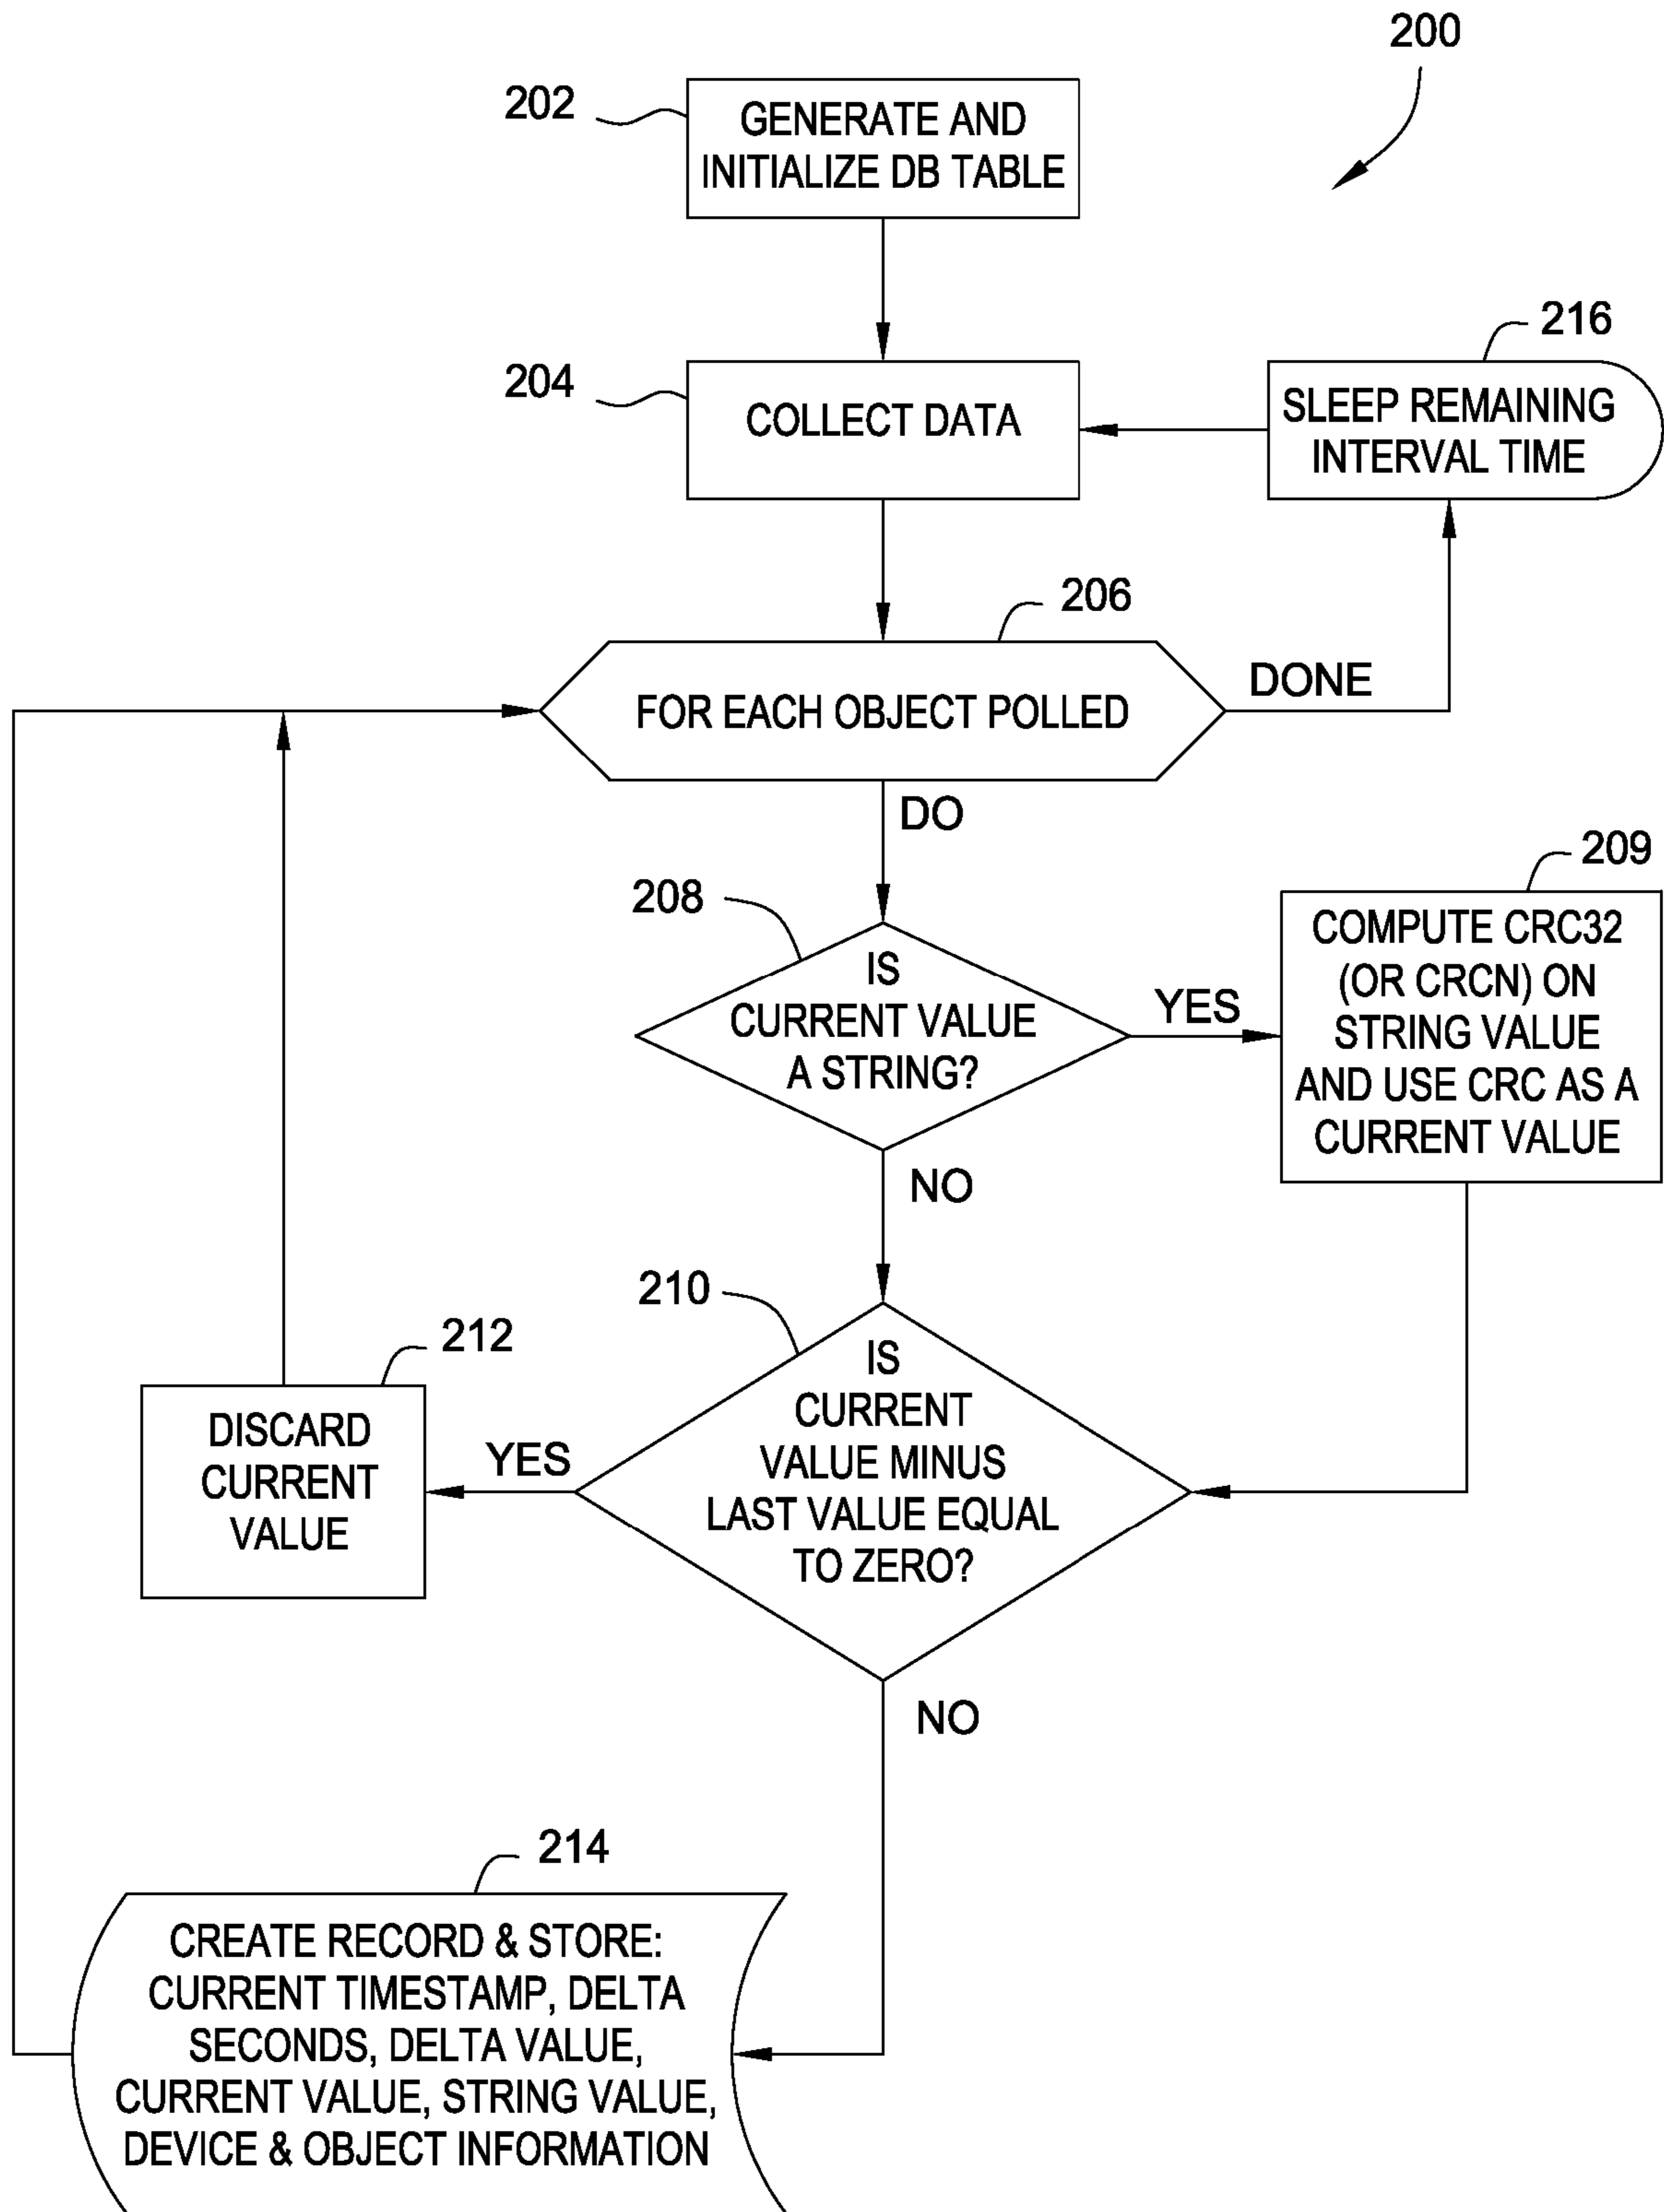 200
202
GENERATE AND
INITIALIZE DB TABLE
216
204
COLLECT DATA
SLEEP REMAINING
INTERVAL TIME
206
FOR EACH OBJECT POLLED
DONE
DO
209
208
IS
CURRENT VALUE
A STRING?
YES
COMPUTE CRC32
(OR CRCN) ON
STRING VALUE
AND USE CRC AS A
CURRENT VALUE
NO
210
212
IS
CURRENT
VALUE MINUS
LAST VALUE EQUAL
TO ZERO?
YES
DISCARD
CURRENT
VALUE
NO
214
CREATE RECORD & STORE:
CURRENT TIMESTAMP, DELTA
SECONDS, DELTA VALUE,
CURRENT VALUE, STRING VALUE,
DEVICE & OBJECT INFORMATION